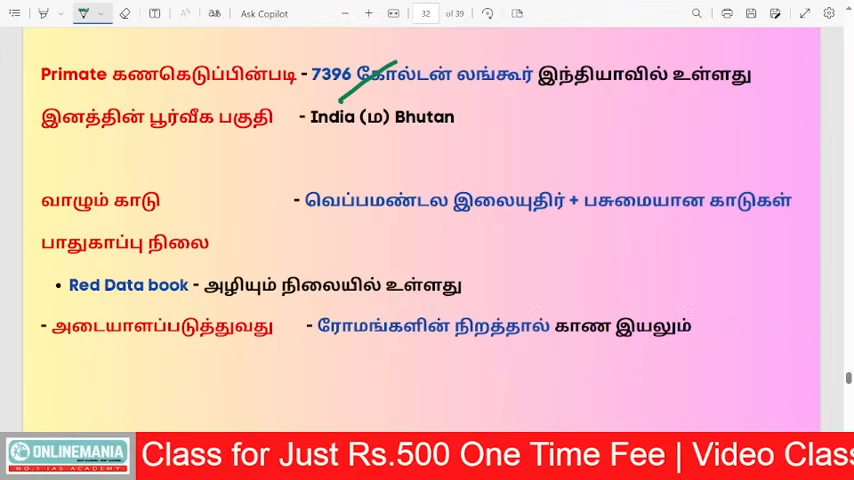 Ask Copilot
32 of 39
Primate கணகெடுப்பின்படி - 7396 கோல்டன் லங்கூர் இந்தியாவில் உள்ளது
இனத்தின் பூர்வீக பகுதி - India (ம) Bhutan
வாழும் காடு - வெப்பமண்டல இலையுதிர் + பசுமையான காடுகள்
பாதுகாப்பு நிலை
• Red Data book - அழியும் நிலையில் உள்ளது
- அடையாளப்படுத்துவது - ரோமங்களின் நிறத்தால் காண இயலும்
ONLINEMANIA
NO.1 IAS ACADEMY
Class for Just Rs.500 One Time Fee | Video Class